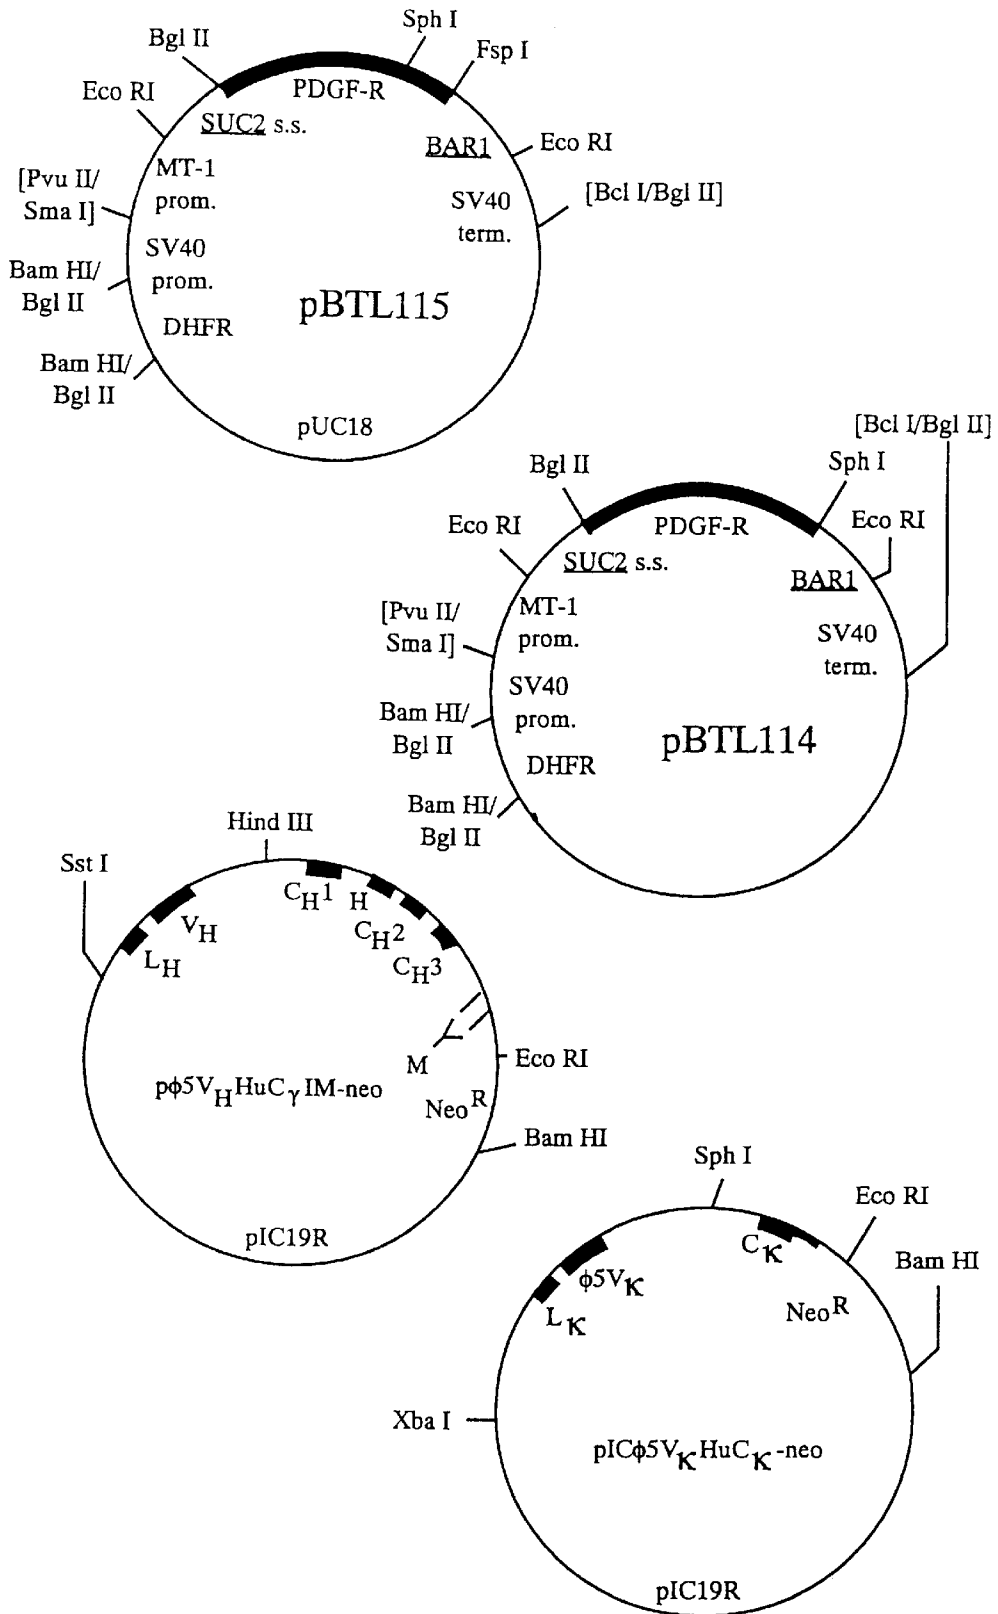 Sph I
Bgl II
Fsp I
PDGF-R
Eco RI
SUC2 s.s.
BAR1
Eco RI
[Pvu II/
Sma I]
MT-1
prom.
SV40
term.
[Bcl I/Bgl II]
Bam HI/
Bgl II
SV40
prom.
pBTL115
DHFR
Bam HI/
Bgl II
pUC18
[Bcl I/Bgl II]
Bgl II
Sph I
PDGF-R
Eco RI
Eco RI
SUC2 s.s.
BAR1
[Pvu II/
Sma I]
MT-1
prom.
SV40
term.
SV40
prom.
Bam HI/
Bgl II
pBTL114
DHFR
Bam HI/
Bgl II
Hind III
Sst I
CH1
H
VH
CH2
LH
CH3
M
Eco RI
pϕ5VHHuCγIM-neo
NeoR
Bam HI
pIC19R
Sph I
Eco RI
Cκ
Bam HI
ϕ5Vκ
Lκ
NeoR
Xba I
pICϕ5VκHuCκ-neo
pIC19R